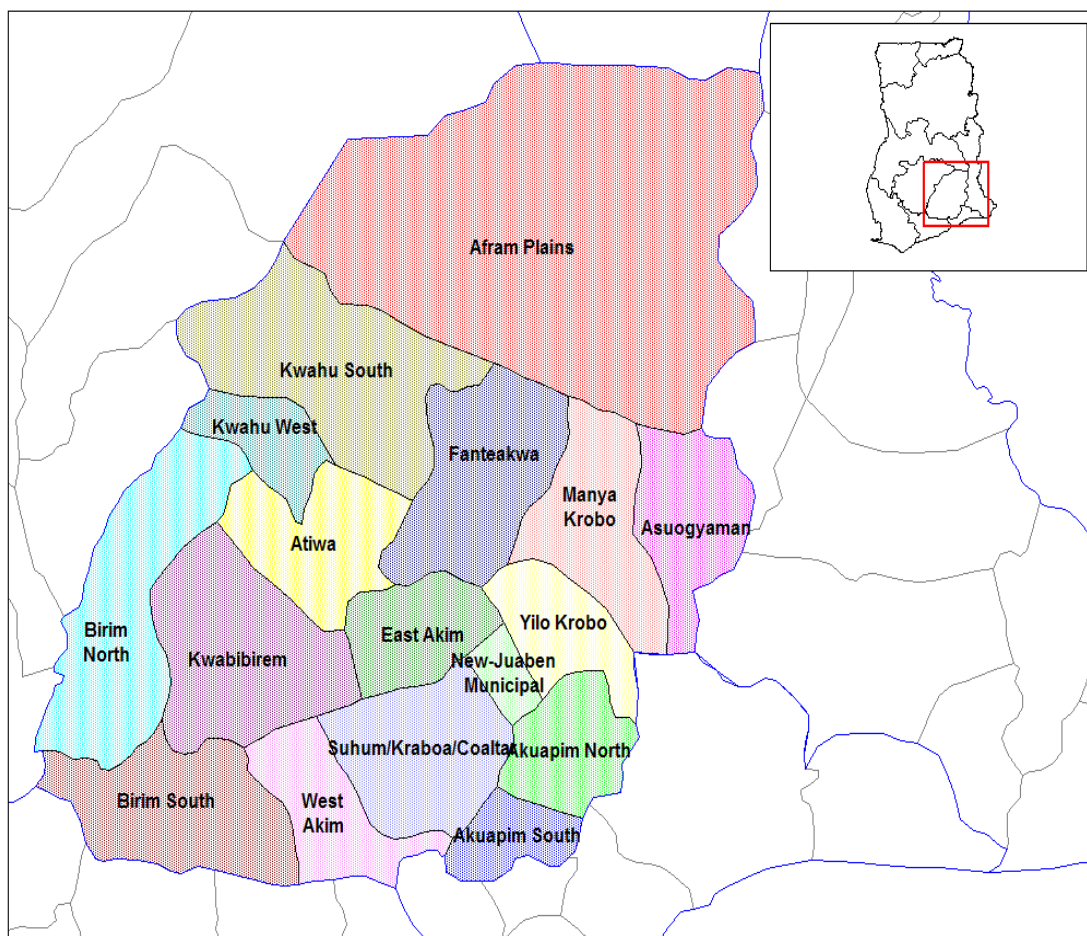 Afram Plains
Kwahu South
Kwahu West
Fanteakwa
Manya
Krobo
Asuogyaman
Atiwa
Birim
North
Kwabibirem
East Akim
Yilo Krobo
New-Juaben
Municipal
Suhum/Kraboa/Coaltar
Akuapim North
Birim South
West
Akim
Akuapim South